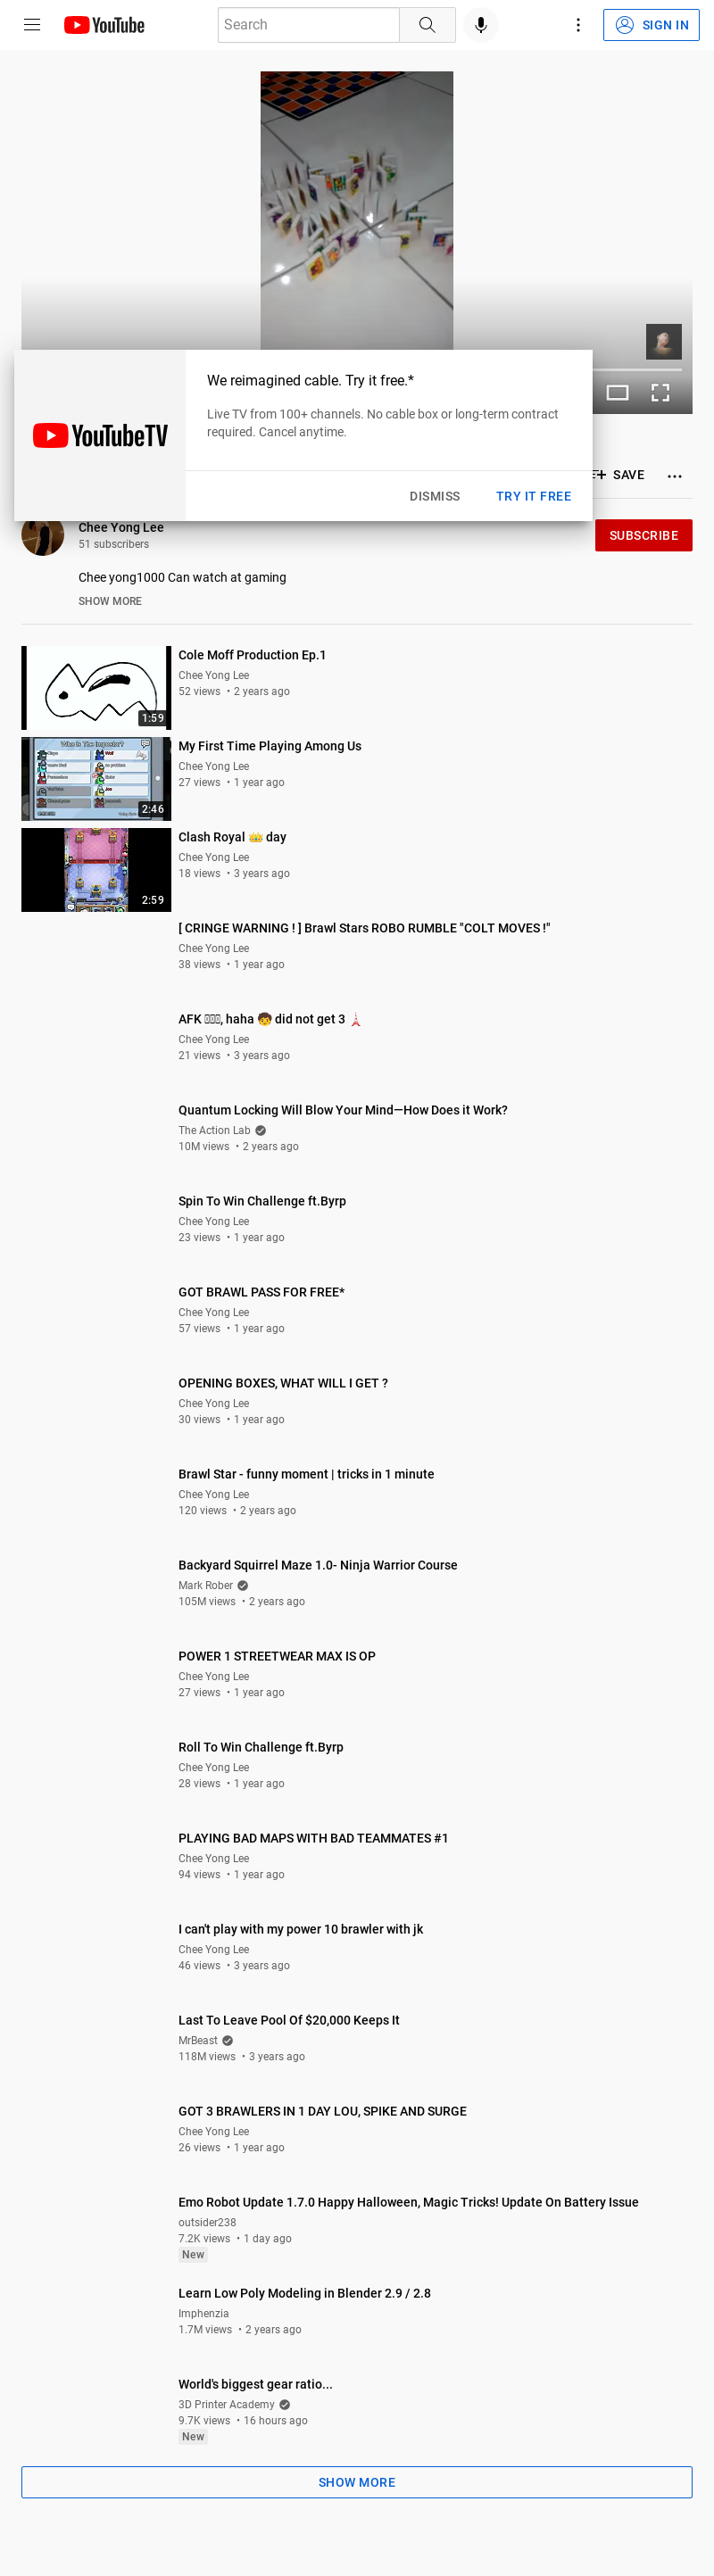 YouTube
Search
SIGN IN
We reimagined cable. Try it free.*
YouTubeTV
Live TV from 100+ channels. No cable box or long-term contract
required. Cancel anytime.
DISMISS
TRY IT FREE
SAVE
Chee Yong Lee
51 subscribers
SUBSCRIBE
Chee yong1000 Can watch at gaming
SHOW MORE
Cole Moff Production Ep.1
Chee Yong Lee
52 views • 2 years ago
1:59
My First Time Playing Among Us
Who Is The Impostor?
Chee Yong Lee
27 views • 1 year ago
2:46
Clash Royal 👑 day
Chee Yong Lee
18 views • 3 years ago
2:59
[ CRINGE WARNING ! ] Brawl Stars ROBO RUMBLE "COLT MOVES !"
Chee Yong Lee
38 views • 1 year ago
AFK , haha 🧒 did not get 3 🗼
Chee Yong Lee
21 views • 3 years ago
Quantum Locking Will Blow Your Mind—How Does it Work?
The Action Lab
10M views • 2 years ago
Spin To Win Challenge ft.Byrp
Chee Yong Lee
23 views • 1 year ago
GOT BRAWL PASS FOR FREE*
Chee Yong Lee
57 views • 1 year ago
OPENING BOXES, WHAT WILL I GET ?
Chee Yong Lee
30 views • 1 year ago
Brawl Star - funny moment | tricks in 1 minute
Chee Yong Lee
120 views • 2 years ago
Backyard Squirrel Maze 1.0- Ninja Warrior Course
Mark Rober
105M views • 2 years ago
POWER 1 STREETWEAR MAX IS OP
Chee Yong Lee
27 views • 1 year ago
Roll To Win Challenge ft.Byrp
Chee Yong Lee
28 views • 1 year ago
PLAYING BAD MAPS WITH BAD TEAMMATES #1
Chee Yong Lee
94 views • 1 year ago
I can't play with my power 10 brawler with jk
Chee Yong Lee
46 views • 3 years ago
Last To Leave Pool Of $20,000 Keeps It
MrBeast
118M views • 3 years ago
GOT 3 BRAWLERS IN 1 DAY LOU, SPIKE AND SURGE
Chee Yong Lee
26 views • 1 year ago
Emo Robot Update 1.7.0 Happy Halloween, Magic Tricks! Update On Battery Issue
outsider238
7.2K views • 1 day ago
New
Learn Low Poly Modeling in Blender 2.9 / 2.8
Imphenzia
1.7M views • 2 years ago
World's biggest gear ratio...
3D Printer Academy
9.7K views • 16 hours ago
New
SHOW MORE